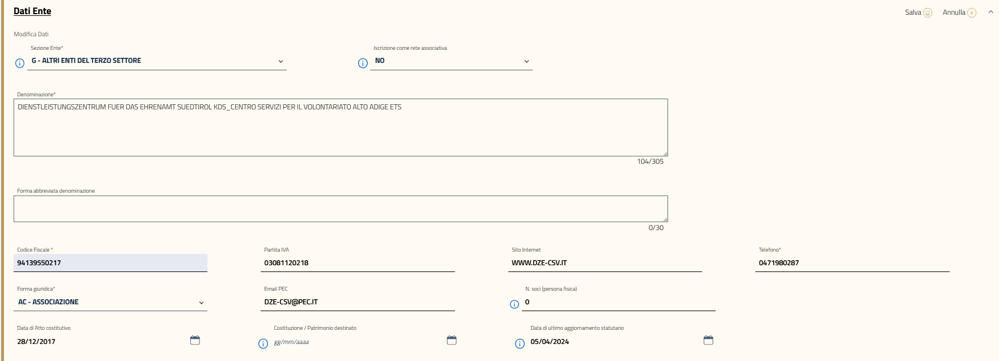 Dati Ente
Salva
Annulla
Modifica Dati
Sezione Ente*
Iscrizione come rete associativa
G - ALTRI ENTI DEL TERZO SETTORE
NO
Denominazione*
DIENSTLEISTUNGSZENTRUM FUER DAS EHRENAMT SUEDTIROL KDS_CENTRO SERVIZI PER IL VOLONTARIATO ALTO ADIGE ETS
104/305
Forma abbreviata denominazione
0/30
Codice Fiscale *
Partita IVA
Sito Internet
Telefono*
94139550217
03081120218
WWW.DZE-CSV.IT
0471980287
Forma giuridica*
Email PEC
N. soci (persona fisica)
AC - ASSOCIAZIONE
DZE-CSV@PEC.IT
0
Data di Atto costitutivo
Costituzione / Patrimonio destinato
Data di ultimo aggiornamento statutario
28/12/2017
gg/mm/aaaa
05/04/2024